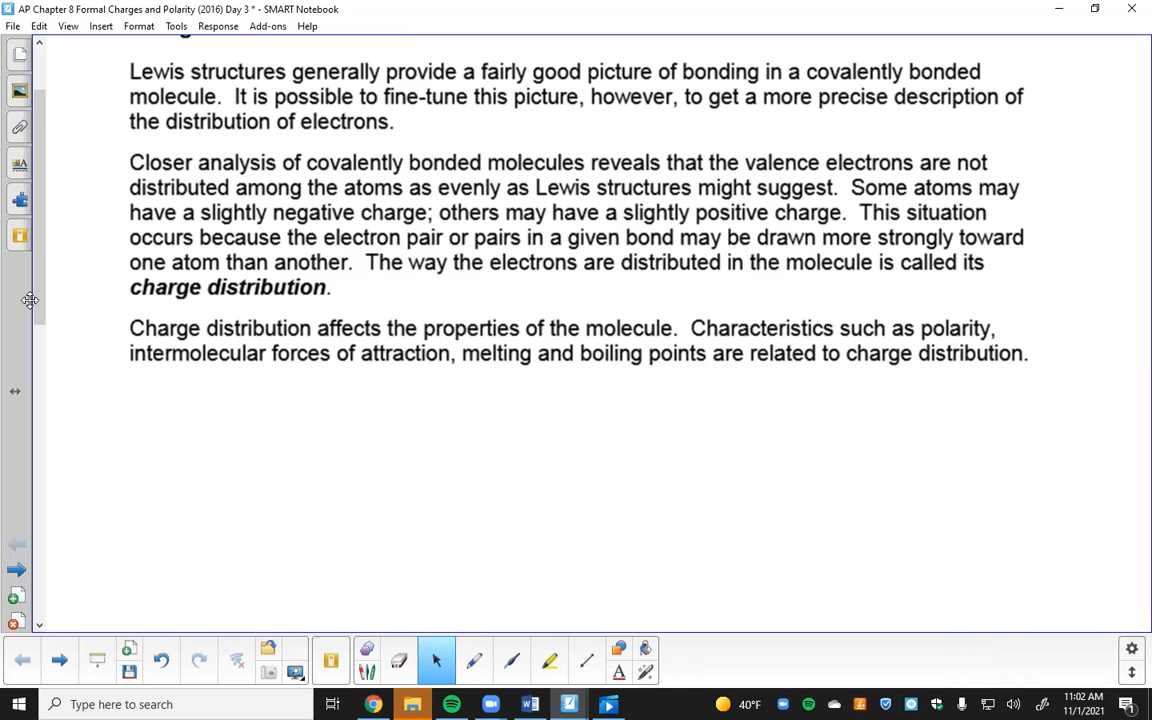 AP Chapter 8 Formal Charges and Polarity (2016) Day 3 * - SMART Notebook
File Edit View Insert Format Tools Response Add-ons Help
Lewis structures generally provide a fairly good picture of bonding in a covalently bonded
molecule. It is possible to fine-tune this picture, however, to get a more precise description of
the distribution of electrons.
Closer analysis of covalently bonded molecules reveals that the valence electrons are not
distributed among the atoms as evenly as Lewis structures might suggest. Some atoms may
have a slightly negative charge; others may have a slightly positive charge. This situation
occurs because the electron pair or pairs in a given bond may be drawn more strongly toward
one atom than another. The way the electrons are distributed in the molecule is called its
charge distribution.
Charge distribution affects the properties of the molecule. Characteristics such as polarity,
intermolecular forces of attraction, melting and boiling points are related to charge distribution.
Type here to search
40°F
11:02 AM
11/1/2021
1